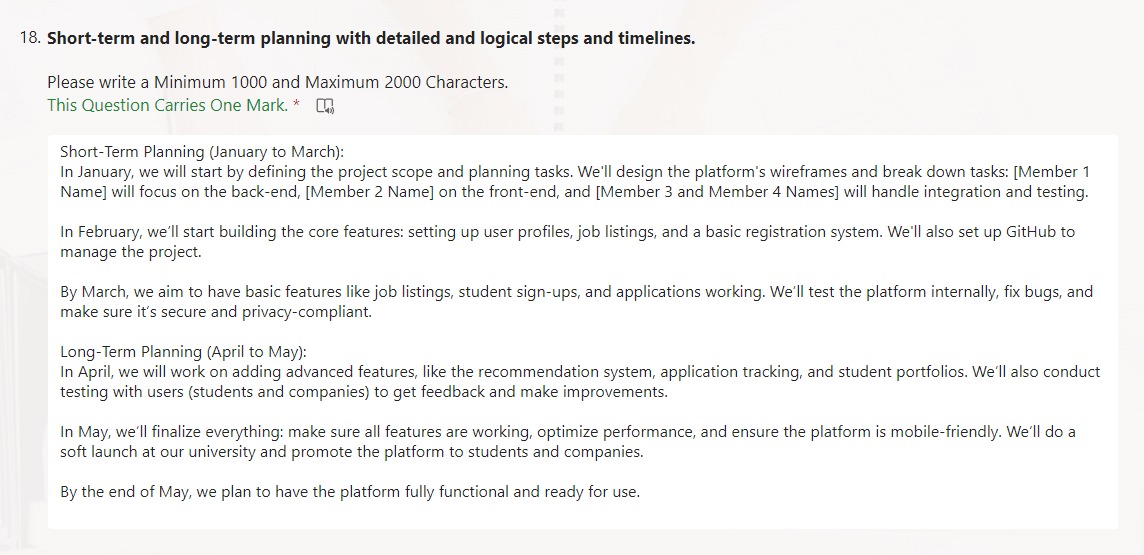 18. Short-term and long-term planning with detailed and logical steps and timelines.
Please write a Minimum 1000 and Maximum 2000 Characters.
This Question Carries One Mark. *
Short-Term Planning (January to March):
In January, we will start by defining the project scope and planning tasks. We'll design the platform's wireframes and break down tasks: [Member 1
Name] will focus on the back-end, [Member 2 Name] on the front-end, and [Member 3 and Member 4 Names] will handle integration and testing.
In February, we'll start building the core features: setting up user profiles, job listings, and a basic registration system. We'll also set up GitHub to
manage the project.
By March, we aim to have basic features like job listings, student sign-ups, and applications working. We'll test the platform internally, fix bugs, and
make sure it's secure and privacy-compliant.
Long-Term Planning (April to May):
In April, we will work on adding advanced features, like the recommendation system, application tracking, and student portfolios. We'll also conduct
testing with users (students and companies) to get feedback and make improvements.
In May, we'll finalize everything: make sure all features are working, optimize performance, and ensure the platform is mobile-friendly. We'll do a
soft launch at our university and promote the platform to students and companies.
By the end of May, we plan to have the platform fully functional and ready for use.